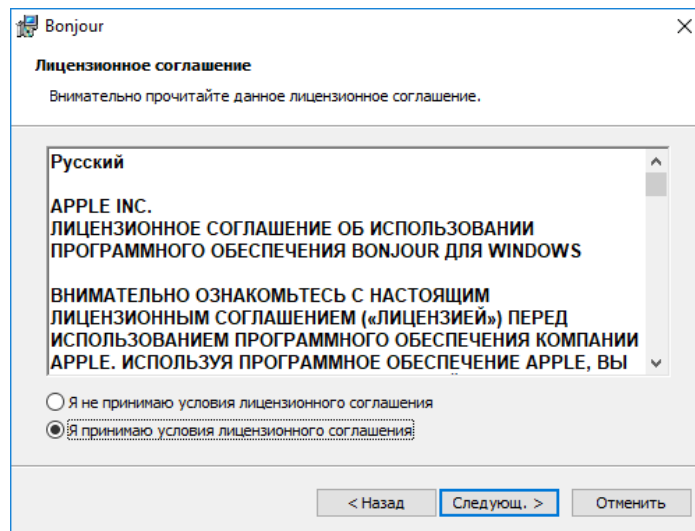 Bonjour
Лицензионное соглашение
Внимательно прочитайте данное лицензионное соглашение.
Русский
APPLE INC.
ЛИЦЕНЗИОННОЕ СОГЛАШЕНИЕ ОБ ИСПОЛЬЗОВАНИИ
ПРОГРАММНОГО ОБЕСПЕЧЕНИЯ BONJOUR ДЛЯ WINDOWS
ВНИМАТЕЛЬНО ОЗНАКОМЬТЕСЬ С НАСТОЯЩИМ
ЛИЦЕНЗИОННЫМ СОГЛАШЕНИЕМ («ЛИЦЕНЗИЕЙ») ПЕРЕД
ИСПОЛЬЗОВАНИЕМ ПРОГРАММНОГО ОБЕСПЕЧЕНИЯ КОМПАНИИ
APPLE. ИСПОЛЬЗУЯ ПРОГРАММНОЕ ОБЕСПЕЧЕНИЕ APPLE, ВЫ
Я не принимаю условия лицензионного соглашения
Я принимаю условия лицензионного соглашения
< Назад Следующ. > Отменить